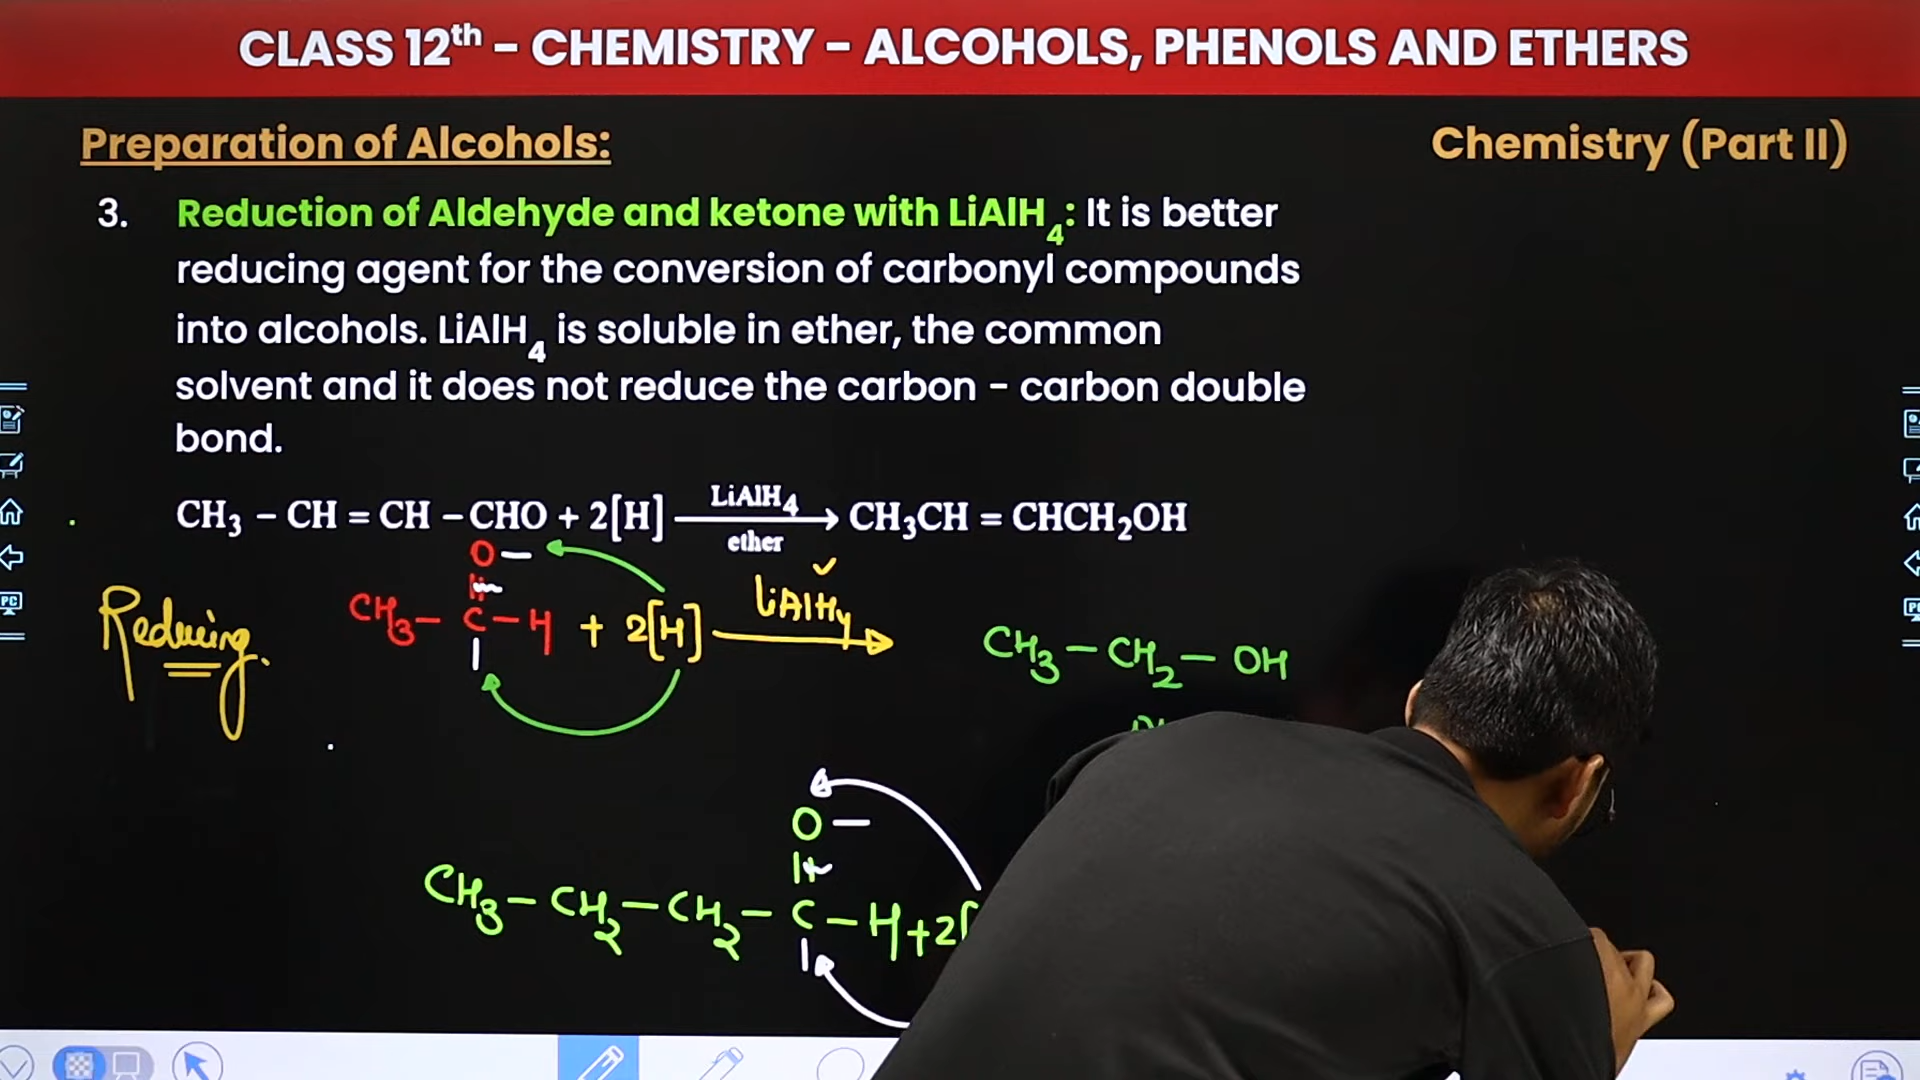 CLASS 12th – CHEMISTRY – ALCOHOLS, PHENOLS AND ETHERS
Preparation of Alcohols:
Chemistry (Part II)
3. Reduction of Aldehyde and ketone with LiAlH4: It is better
reducing agent for the conversion of carbonyl compounds
into alcohols. LiAlH4 is soluble in ether, the common
solvent and it does not reduce the carbon – carbon double
bond.
CH3 – CH = CH – CHO + 2[H] LiAlH4 ether → CH3CH = CHCH2OH
Reducing.
O –
CH3 – C – H + 2[H] LiAlH4 → CH3 – CH2 – OH
O –
CH3 – CH2 – CH2 – C – H + 2[
PC